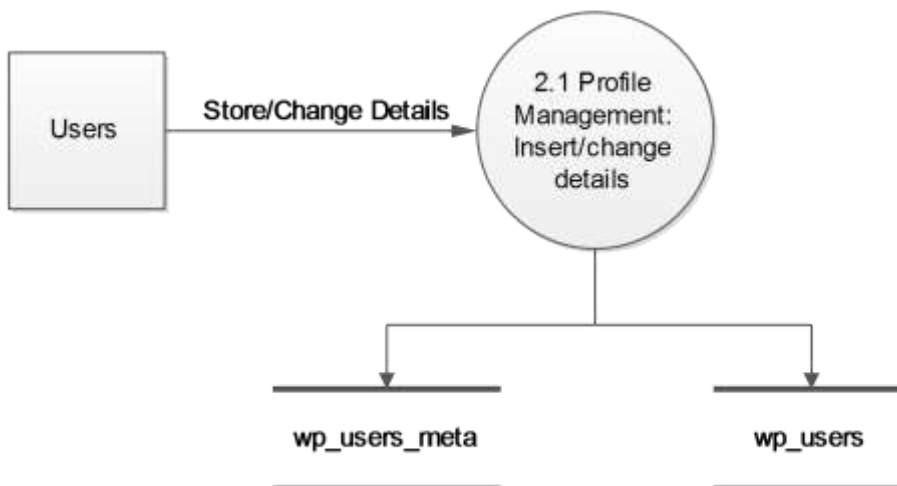 Users
Store/Change Details
2.1 Profile
Management:
Insert/change
details
wp_users_meta
wp_users